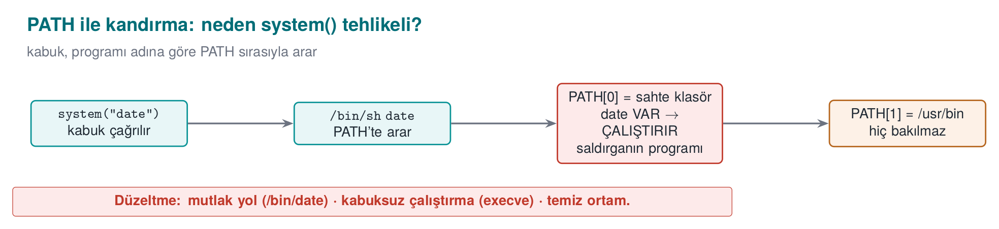 PATH ile kandırma: neden system() tehlikeli?
kabuk, programı adına göre PATH sırasıyla arar
system("date")
kabuk çağrılır
/bin/sh date
PATH'te arar
PATH[0] = sahte klasör
date VAR →
ÇALIŞTIRIR
saldırganın programı
PATH[1] = /usr/bin
hiç bakılmaz
Düzeltme: mutlak yol (/bin/date) · kabuksuz çalıştırma (execve) · temiz ortam.